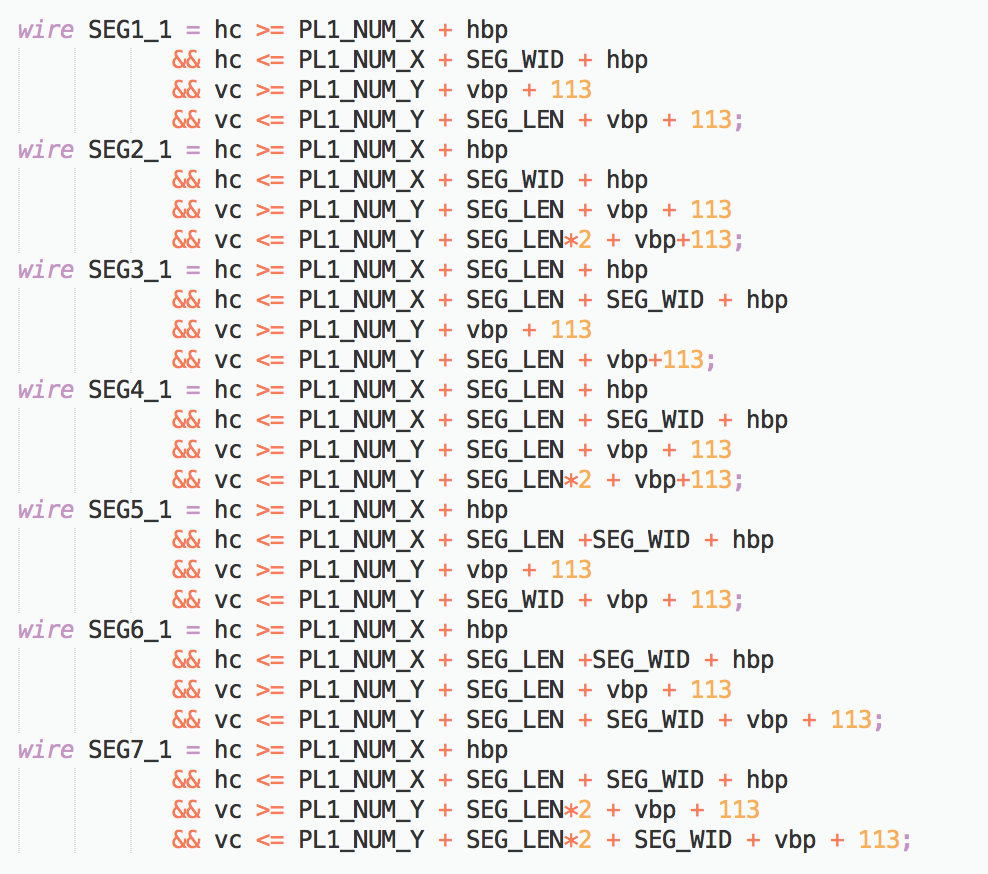 wire SEG1_1 = hc >= PL1_NUM_X + hbp
&& hc <= PL1_NUM_X + SEG_WID + hbp
&& vc >= PL1_NUM_Y + vbp + 113
&& vc <= PL1_NUM_Y + SEG_LEN + vbp + 113;
wire SEG2_1 = hc >= PL1_NUM_X + hbp
&& hc <= PL1_NUM_X + SEG_WID + hbp
&& vc >= PL1_NUM_Y + SEG_LEN + vbp + 113
&& vc <= PL1_NUM_Y + SEG_LEN*2 + vbp+113;
wire SEG3_1 = hc >= PL1_NUM_X + SEG_LEN + hbp
&& hc <= PL1_NUM_X + SEG_LEN + SEG_WID + hbp
&& vc >= PL1_NUM_Y + vbp + 113
&& vc <= PL1_NUM_Y + SEG_LEN + vbp+113;
wire SEG4_1 = hc >= PL1_NUM_X + SEG_LEN + hbp
&& hc <= PL1_NUM_X + SEG_LEN + SEG_WID + hbp
&& vc >= PL1_NUM_Y + SEG_LEN + vbp + 113
&& vc <= PL1_NUM_Y + SEG_LEN*2 + vbp+113;
wire SEG5_1 = hc >= PL1_NUM_X + hbp
&& hc <= PL1_NUM_X + SEG_LEN +SEG_WID + hbp
&& vc >= PL1_NUM_Y + vbp + 113
&& vc <= PL1_NUM_Y + SEG_WID + vbp + 113;
wire SEG6_1 = hc >= PL1_NUM_X + hbp
&& hc <= PL1_NUM_X + SEG_LEN +SEG_WID + hbp
&& vc >= PL1_NUM_Y + SEG_LEN + vbp + 113
&& vc <= PL1_NUM_Y + SEG_LEN + SEG_WID + vbp + 113;
wire SEG7_1 = hc >= PL1_NUM_X + hbp
&& hc <= PL1_NUM_X + SEG_LEN + SEG_WID + hbp
&& vc >= PL1_NUM_Y + SEG_LEN*2 + vbp + 113
&& vc <= PL1_NUM_Y + SEG_LEN*2 + SEG_WID + vbp + 113;